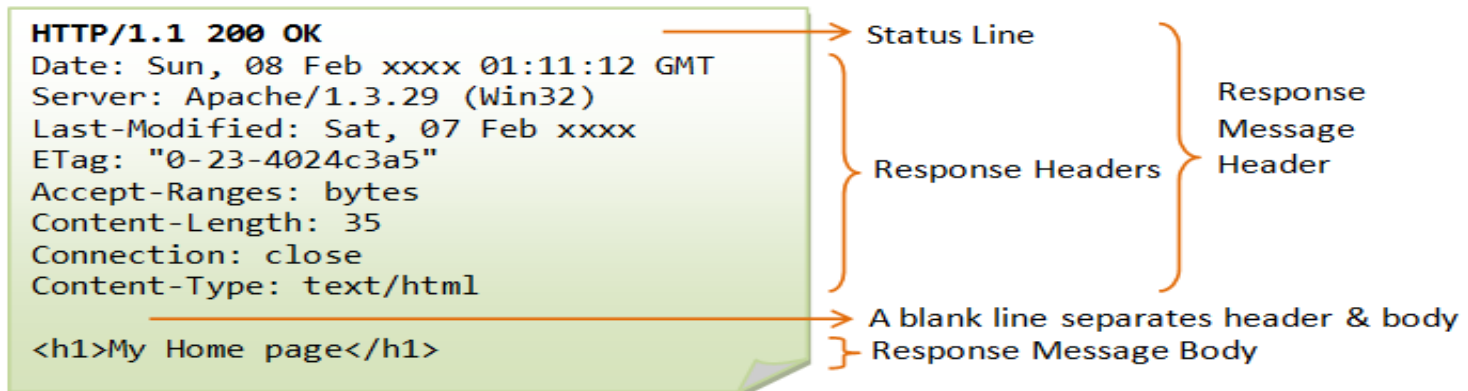 HTTP/1.1 200 OK
Date: Sun, 08 Feb xxxx 01:11:12 GMT
Server: Apache/1.3.29 (Win32)
Last-Modified: Sat, 07 Feb xxxx
ETag: "0-23-4024c3a5"
Accept-Ranges: bytes
Content-Length: 35
Connection: close
Content-Type: text/html
<h1>My Home page</h1>
Status Line
Response Headers
Response
Message
Header
A blank line separates header & body
Response Message Body